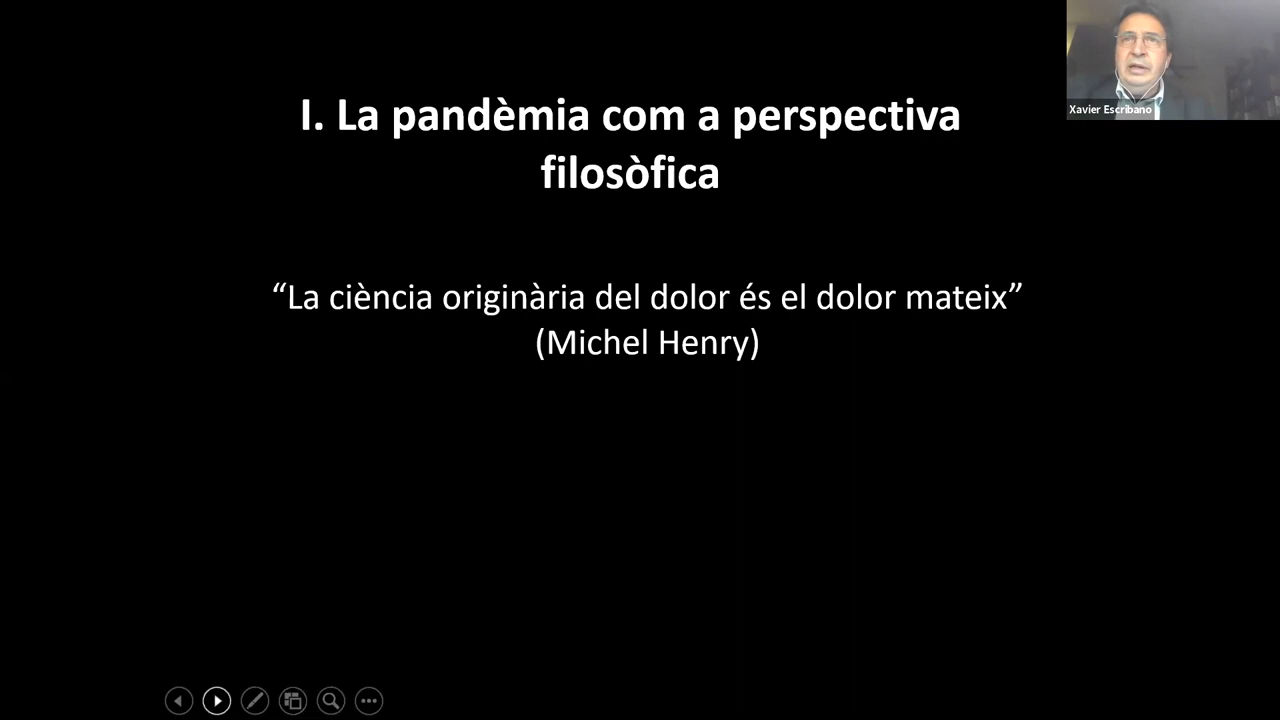 I. La pandèmia com a perspectiva
filosòfica
“La ciència originària del dolor és el dolor mateix”
(Michel Henry)
Xavier Escribano